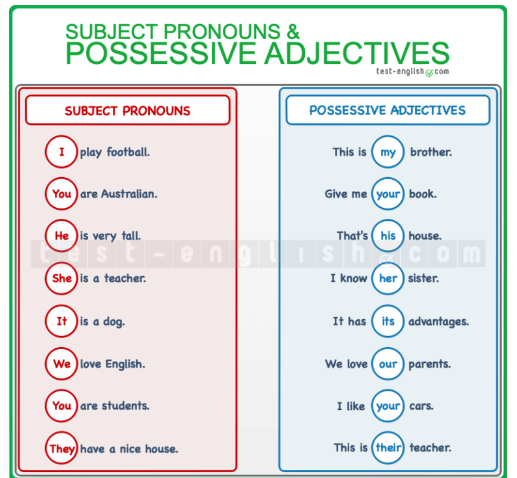 SUBJECT PRONOUNS &
POSSESSIVE ADJECTIVES
test-english.com
SUBJECT PRONOUNS
I play football.
You are Australian.
He is very tall.
She is a teacher.
It is a dog.
We love English.
You are students.
They have a nice house.
POSSESSIVE ADJECTIVES
This is my brother.
Give me your book.
That's his house.
I know her sister.
It has its advantages.
We love our parents.
I like your cars.
This is their teacher.
test-english.com